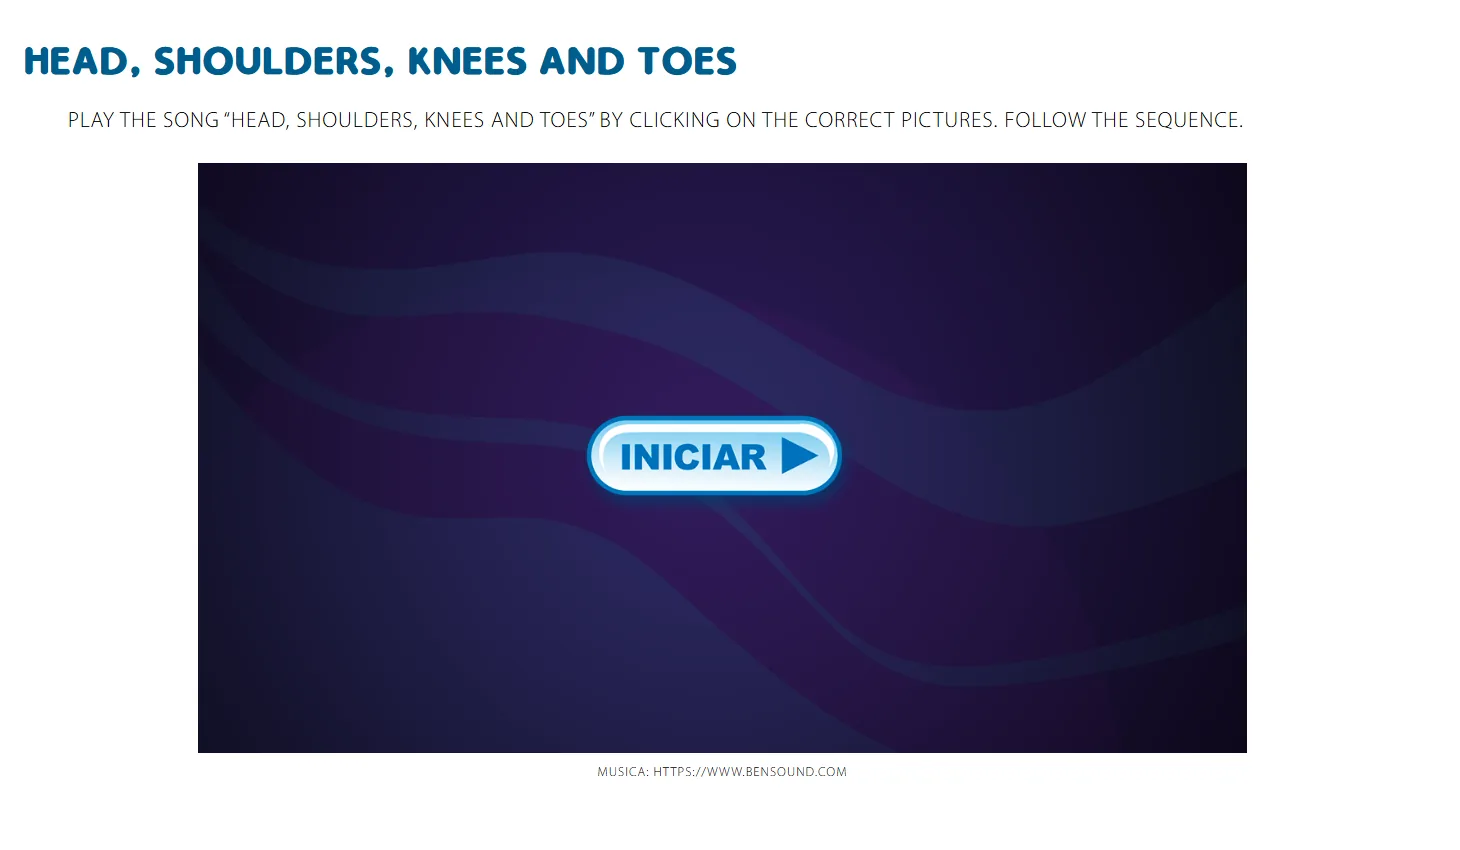 HEAD, SHOULDERS, KNEES AND TOES
PLAY THE SONG “HEAD, SHOULDERS, KNEES AND TOES” BY CLICKING ON THE CORRECT PICTURES. FOLLOW THE SEQUENCE.
INICIAR
MUSICA: HTTPS://WWW.BENSOUND.COM